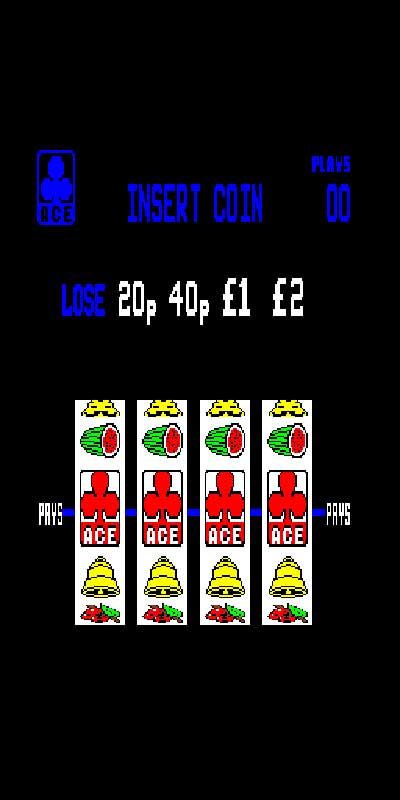 PLAYS
ACE INSERT COIN 00
LOSE 20p 40p £1 £2
PAYS PAYS
ACE ACE ACE ACE